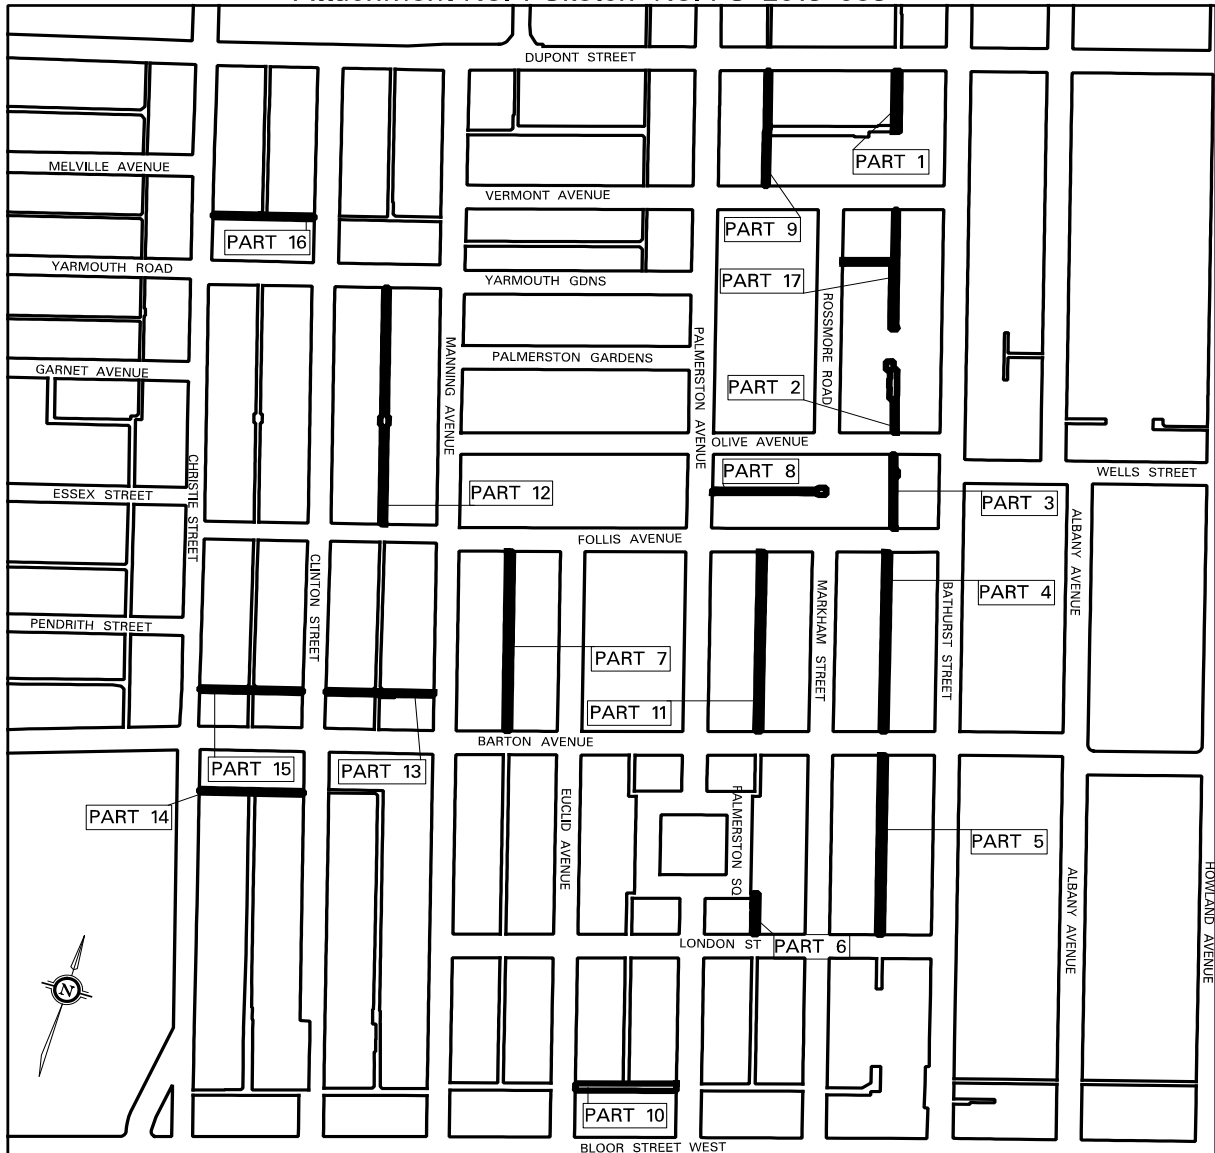 DUPONT STREET
PART 1
MELVILLE AVENUE
VERMONT AVENUE
PART 9
PART 16
YARMOUTH ROAD
YARMOUTH GDNS
PART 17
ROSSMORE ROAD
PALMERSTON AVENUE
MANNING AVENUE
PALMERSTON GARDENS
GARNET AVENUE
PART 2
OLIVE AVENUE
CHRISTIE STREET
PART 8
WELLS STREET
ESSEX STREET
PART 12
PART 3
ALBANY AVENUE
FOLLIS AVENUE
CLINTON STREET
MARKHAM STREET
BATHURST STREET
PART 4
PENDRITH STREET
PART 7
PART 11
BARTON AVENUE
PART 15
PART 13
PART 14
EUCLID AVENUE
PALMERSTON SQ
PART 5
ALBANY AVENUE
HOWLAND AVENUE
LONDON ST
PART 6
N
PART 10
BLOOR STREET WEST